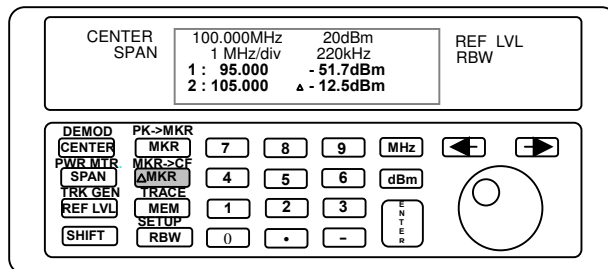 CENTER 100.000MHz 20dBm REF LVL
SPAN 1 MHz/div 220kHz RBW
1 : 95.000 - 51.7dBm
2 : 105.000 ▵ - 12.5dBm
DEMOD PK->MKR
CENTER MKR 7 8 9 MHz
PWR MTR MKR->CF
SPAN ΔMKR 4 5 6 dBm
TRK GEN TRACE
REF LVL MEM 1 2 3 ENTER
SETUP
SHIFT RBW 0 • -